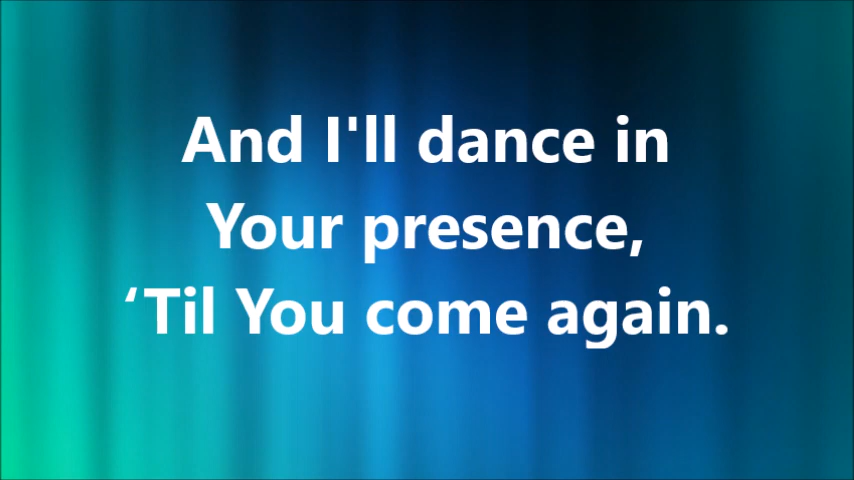 And I'll dance in
Your presence,
‘Til You come again.